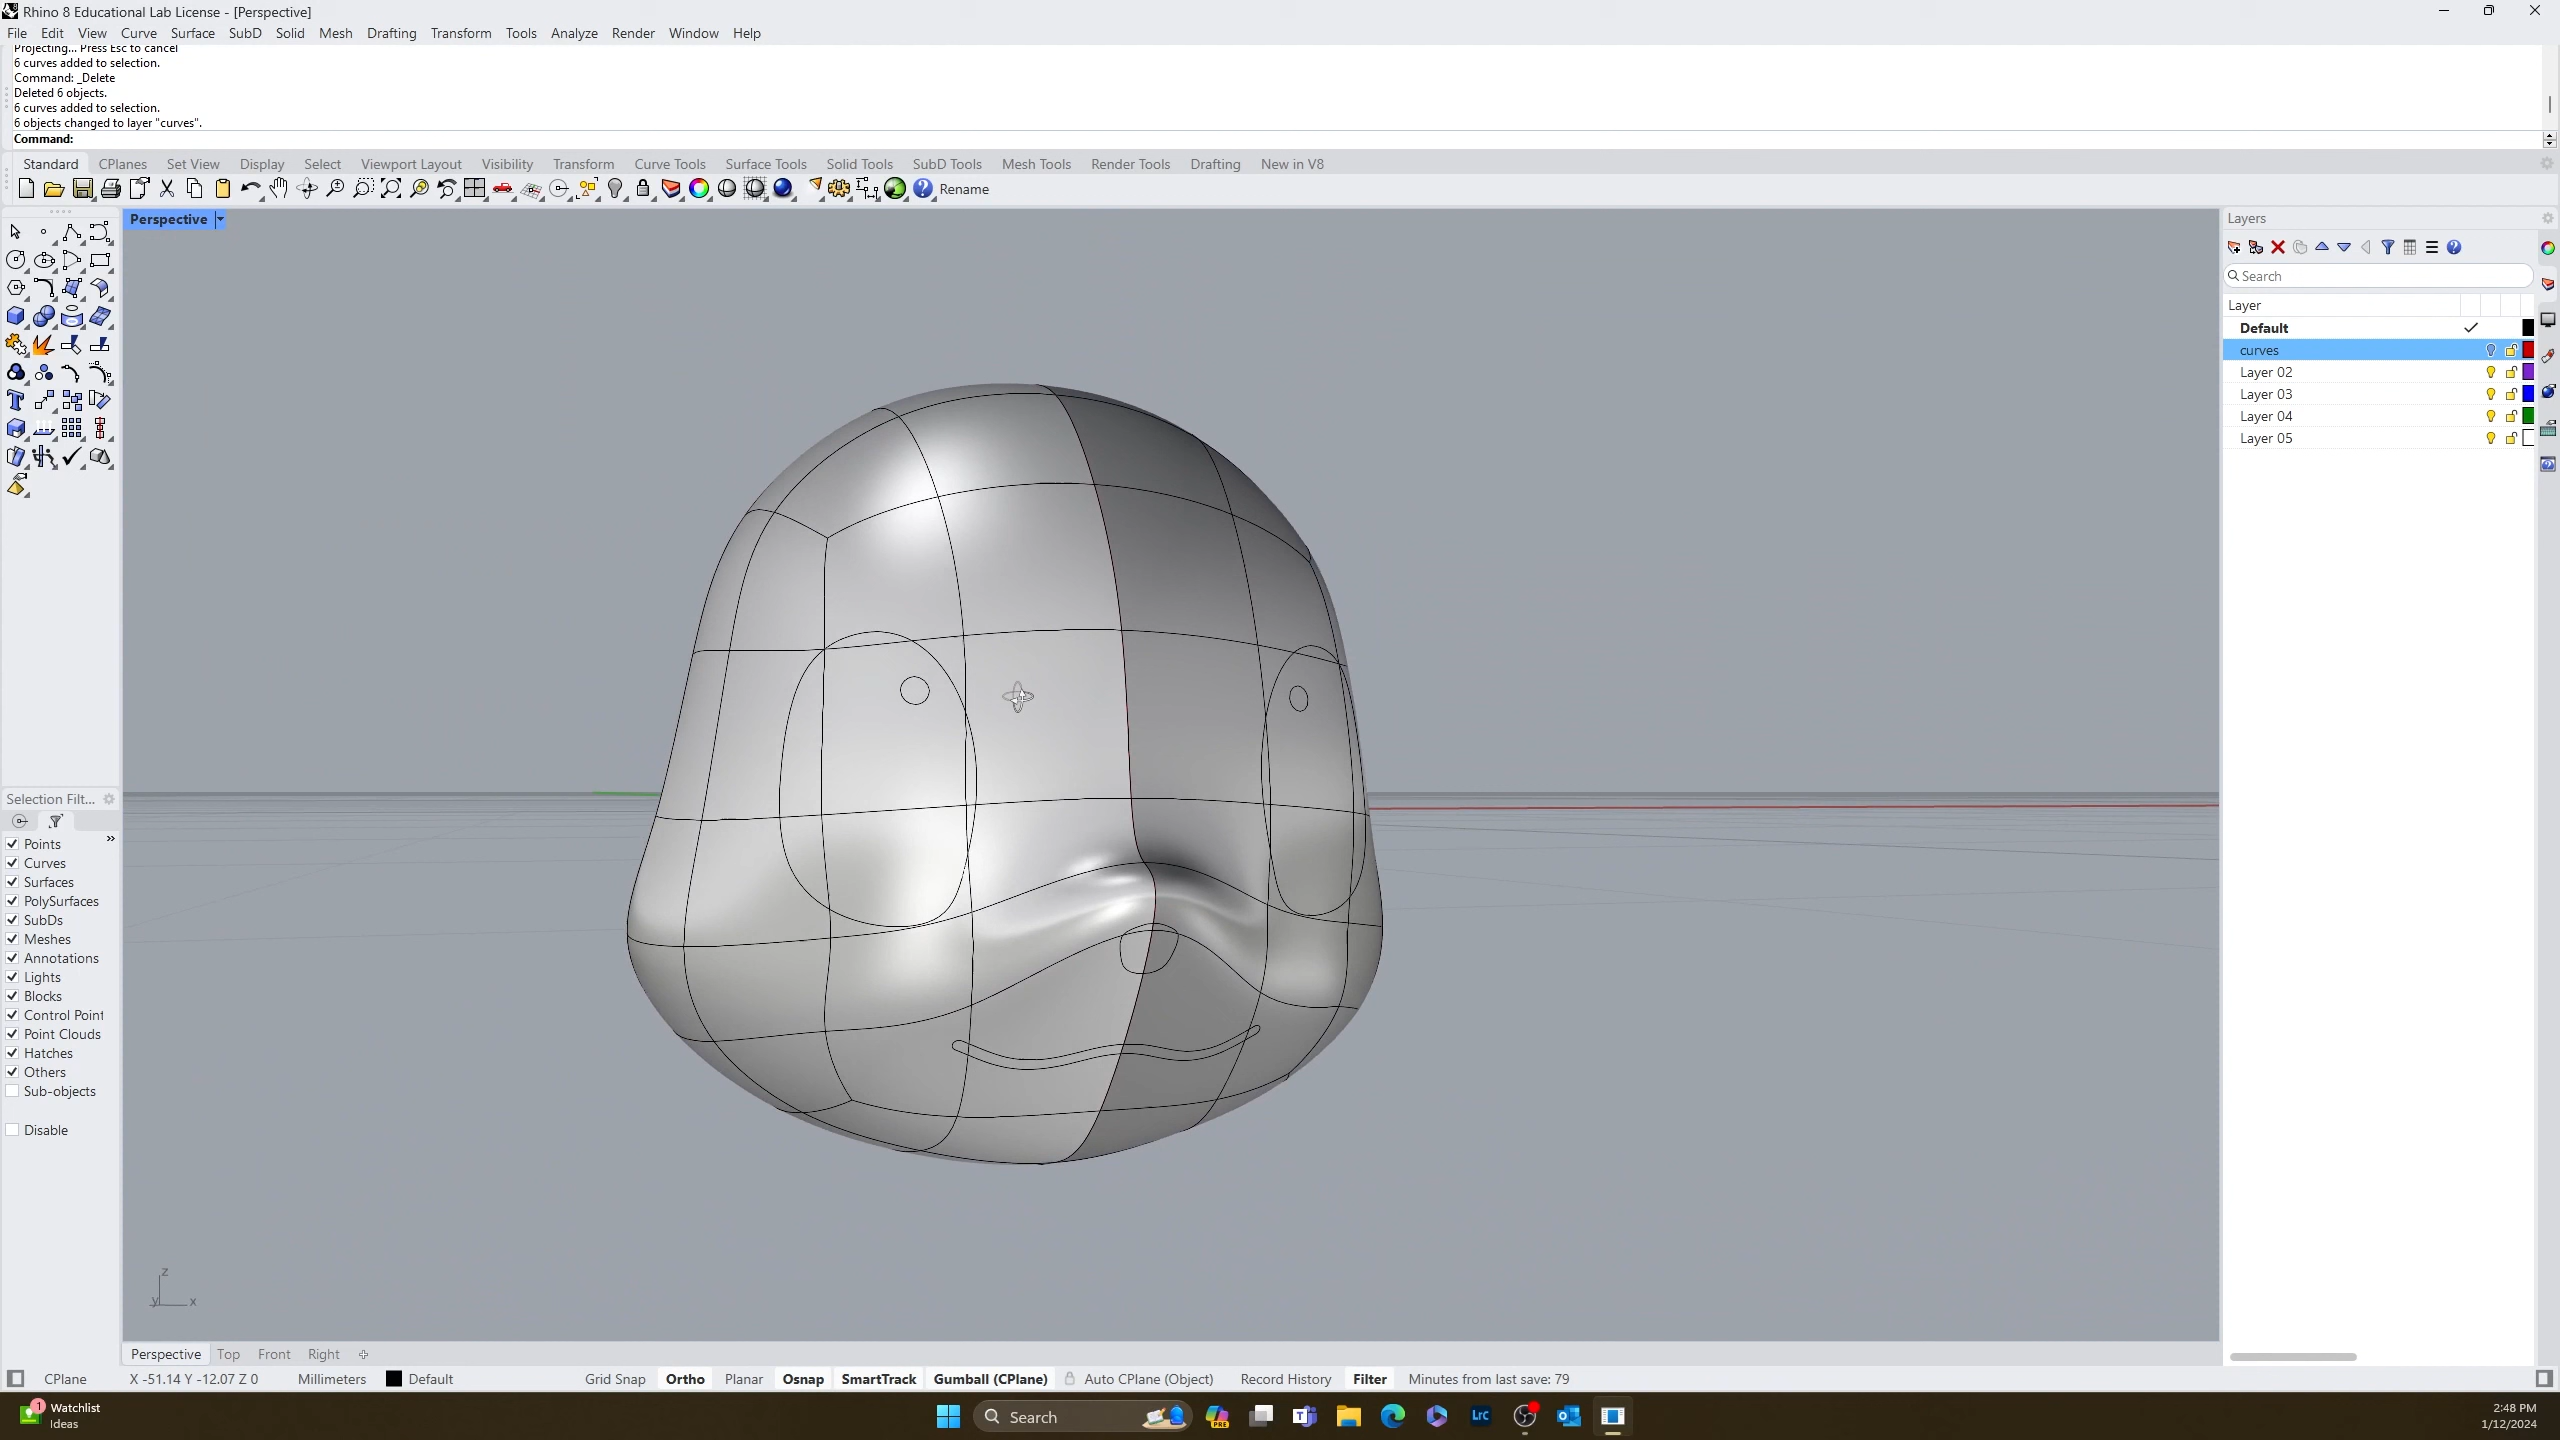 Rhino 8 Educational Lab License - [Perspective]
File Edit View Curve Surface SubD Solid Mesh Drafting Transform Tools Analyze Render Window Help
Projecting... Press Esc to cancel
6 curves added to selection.
Command: _Delete
Deleted 6 objects.
6 curves added to selection.
6 objects changed to layer "curves".
Command:
Standard CPlanes Set View Display Select Viewport Layout Visibility Transform Curve Tools Surface Tools Solid Tools SubD Tools Mesh Tools Render Tools Drafting New in V8
Rename
Perspective
Layers
Search
Layer
Default
curves
Layer 02
Layer 03
Layer 04
Layer 05
Selection Filt...
Points
Curves
Surfaces
PolySurfaces
SubDs
Meshes
Annotations
Lights
Blocks
Control Point
Point Clouds
Hatches
Others
Sub-objects
Disable
z
y x
Perspective Top Front Right
CPlane X -51.14 Y -12.07 Z 0 Millimeters Default Grid Snap Ortho Planar Osnap SmartTrack Gumball (CPlane) Auto CPlane (Object) Record History Filter Minutes from last save: 79
1
Watchlist
Ideas
Search
PRE
Lrc
2:48 PM
1/12/2024